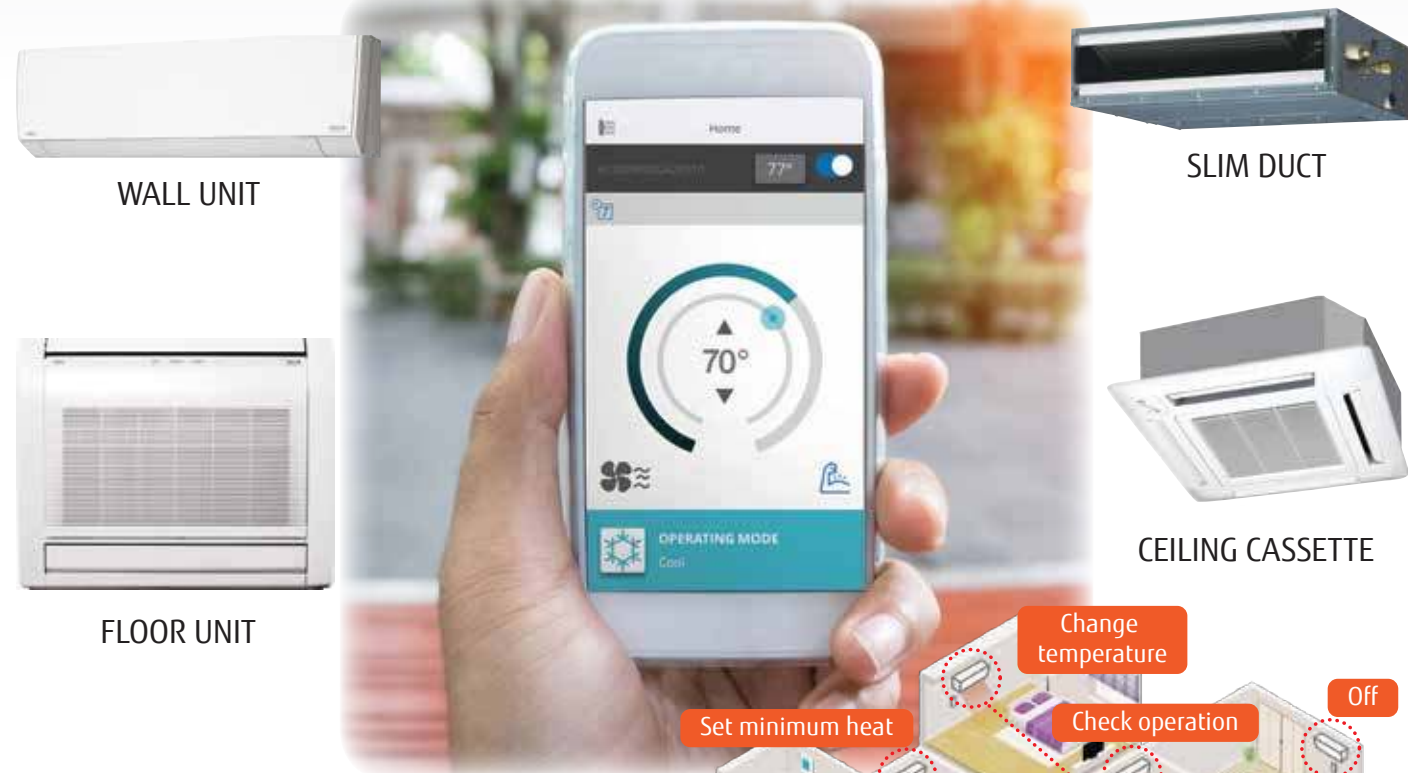 WALL UNIT
FLOOR UNIT
Home
77°
70°
OPERATING MODE
Cool
SLIM DUCT
CEILING CASSETTE
Change
temperature
Set minimum heat
Check operation
Off